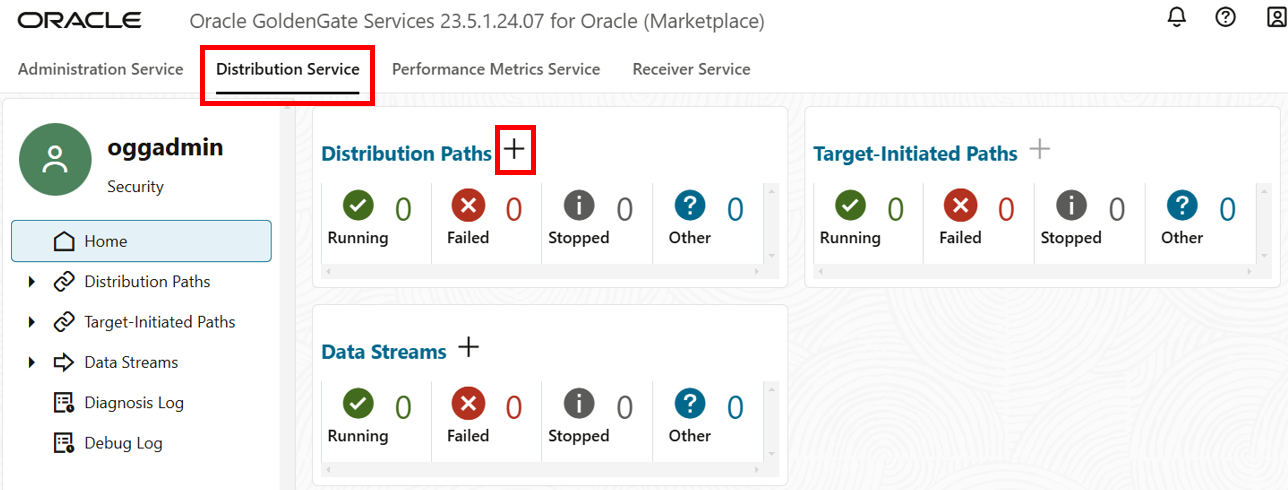 ORACLE Oracle GoldenGate Services 23.5.1.24.07 for Oracle (Marketplace)
Administration Service Distribution Service Performance Metrics Service Receiver Service
oggadmin
Security
Home
Distribution Paths
Target-Initiated Paths
Data Streams
Diagnosis Log
Debug Log
Distribution Paths
0 0 0 0
Running Failed Stopped Other
Target-Initiated Paths
0 0 0 0
Running Failed Stopped Other
Data Streams
0 0 0 0
Running Failed Stopped Other